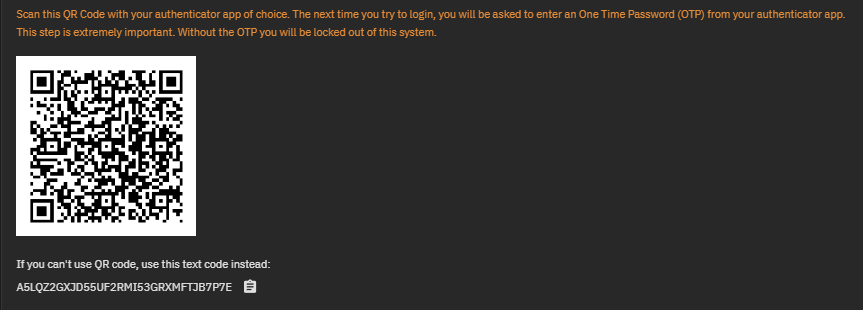 Scan this QR Code with your authenticator app of choice. The next time you try to login, you will be asked to enter an One Time Password (OTP) from your authenticator app.
This step is extremely important. Without the OTP you will be locked out of this system.
If you can't use QR code, use this text code instead:
A5LQZ2GXJD55UF2RMI53GRXMFTJB7P7E